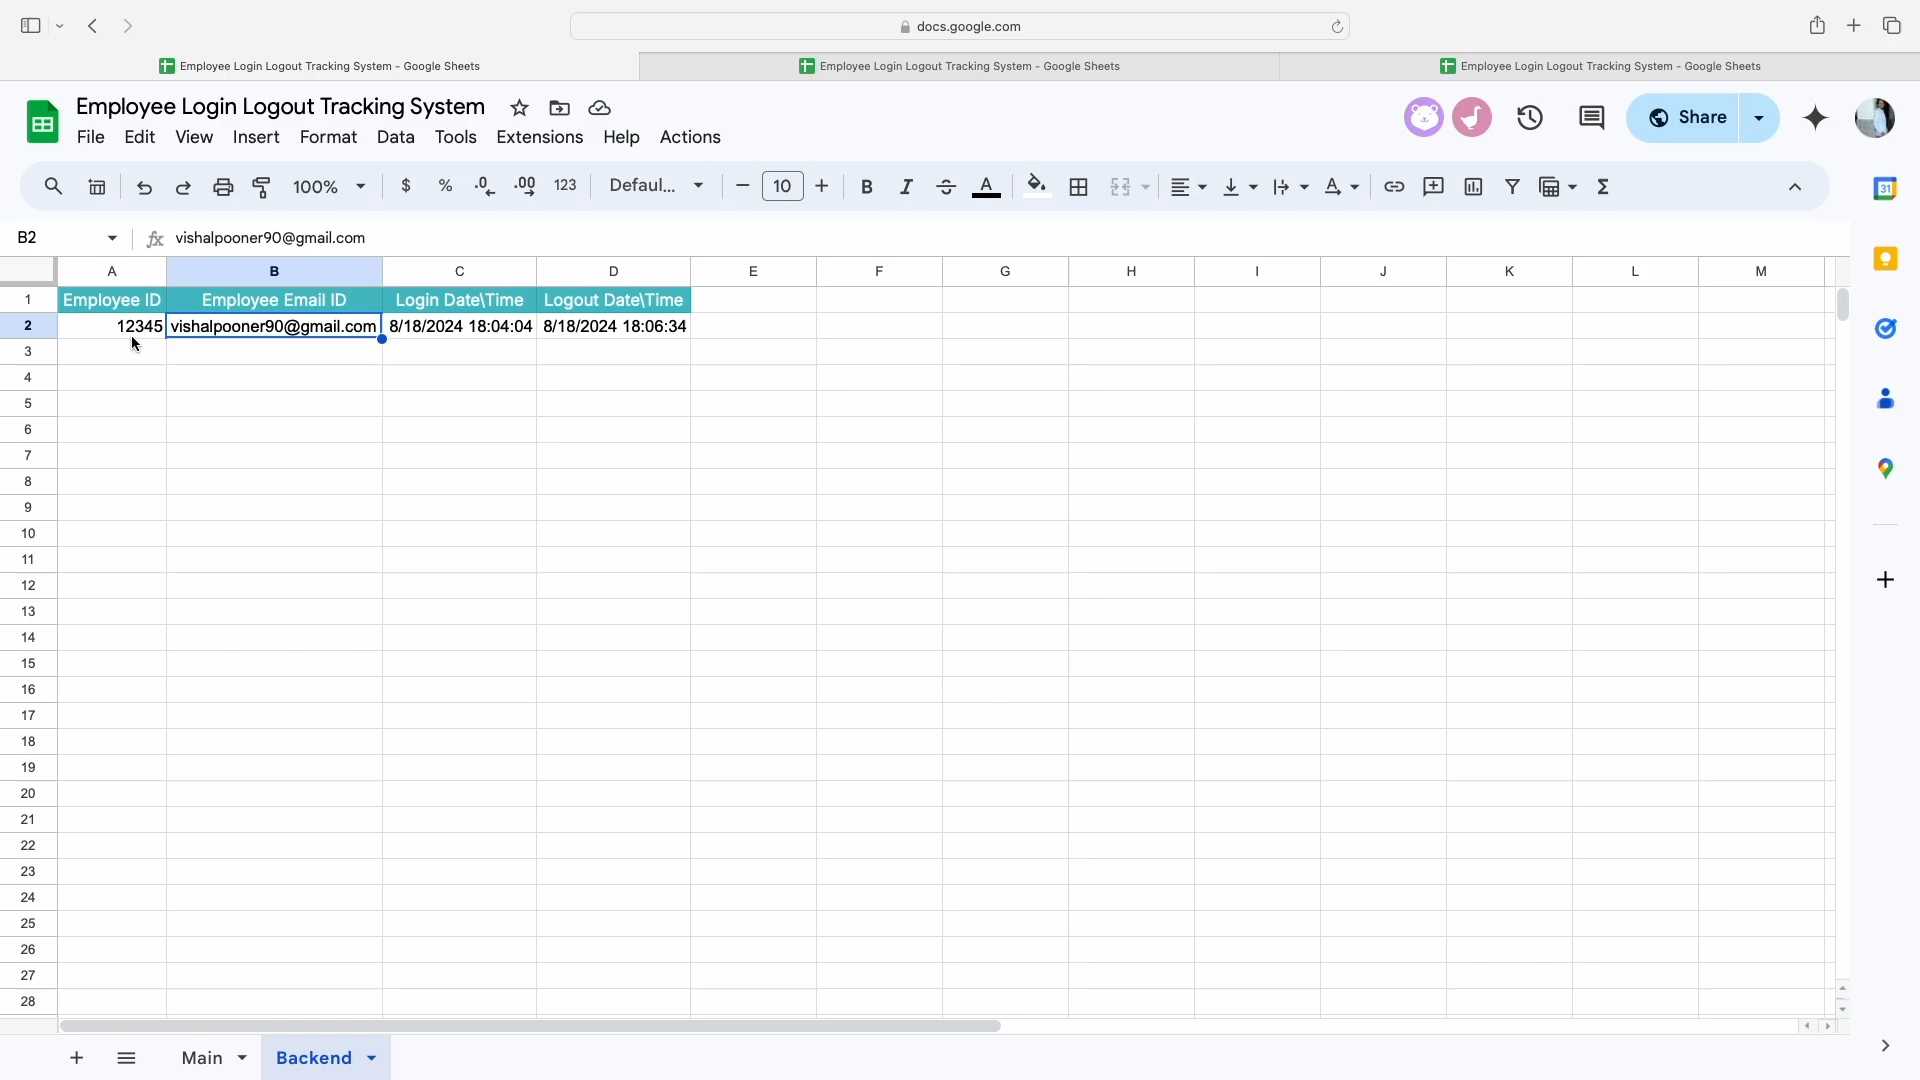 docs.google.com
Employee Login Logout Tracking System - Google Sheets
Employee Login Logout Tracking System - Google Sheets
Employee Login Logout Tracking System - Google Sheets
Employee Login Logout Tracking System
File Edit View Insert Format Data Tools Extensions Help Actions
Share
100% $ % .0 .00 123 Defaul... 10 B I S A
31
B2 fx vishalpooner90@gmail.com
A B C D E F G H I J K L M
1 Employee ID Employee Email ID Login Date\Time Logout Date\Time
2 12345 vishalpooner90@gmail.com 8/18/2024 18:04:04 8/18/2024 18:06:34
3
4
5
6
7
8
9
10
11
12
13
14
15
16
17
18
19
20
21
22
23
24
25
26
27
28
Main Backend